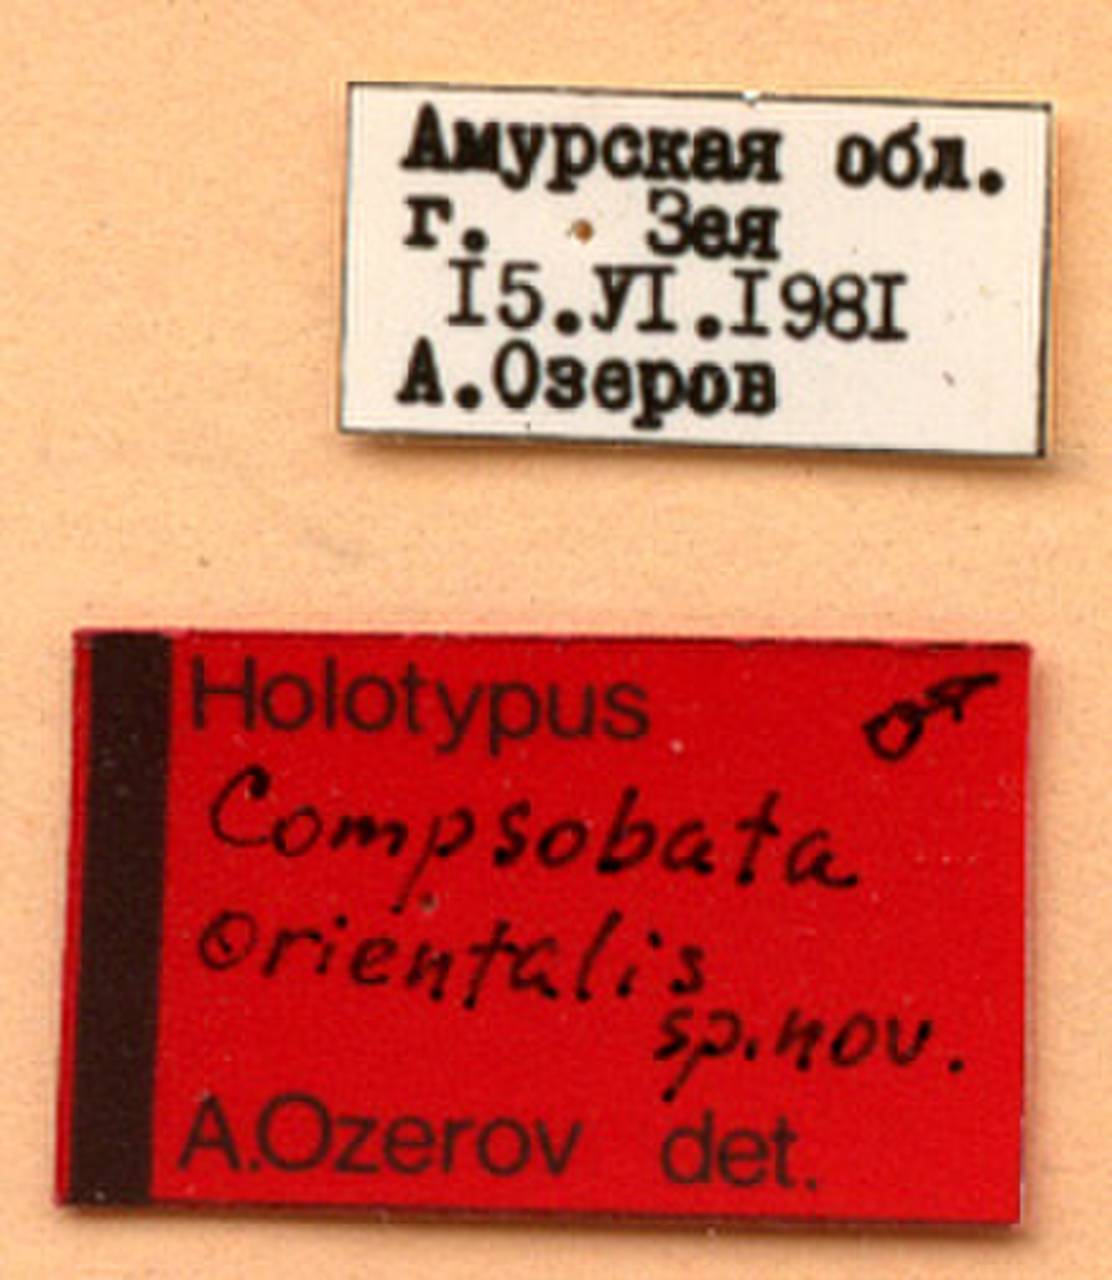 Амурская обл.
г. Зея
I5.УI.I98I
А.Озеров
Holotypus ♂
Compsobata
orientalis
sp.nov.
A.Ozerov det.